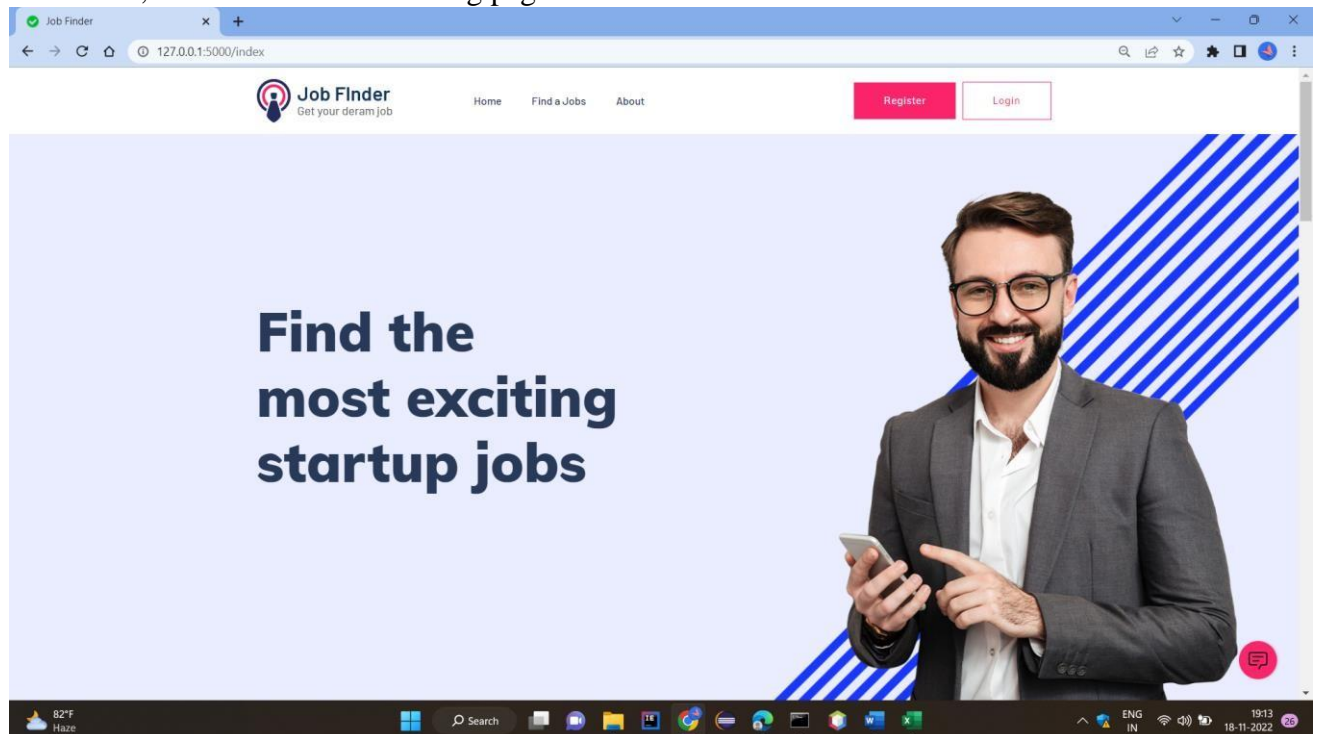 Job Finder
127.0.0.1:5000/index
Job FInder
Get your deram job
Home Find a Jobs About Register Login
Find the
most exciting
startup jobs
82°F
Haze
Search
ENG
IN
19:13
18-11-2022
26